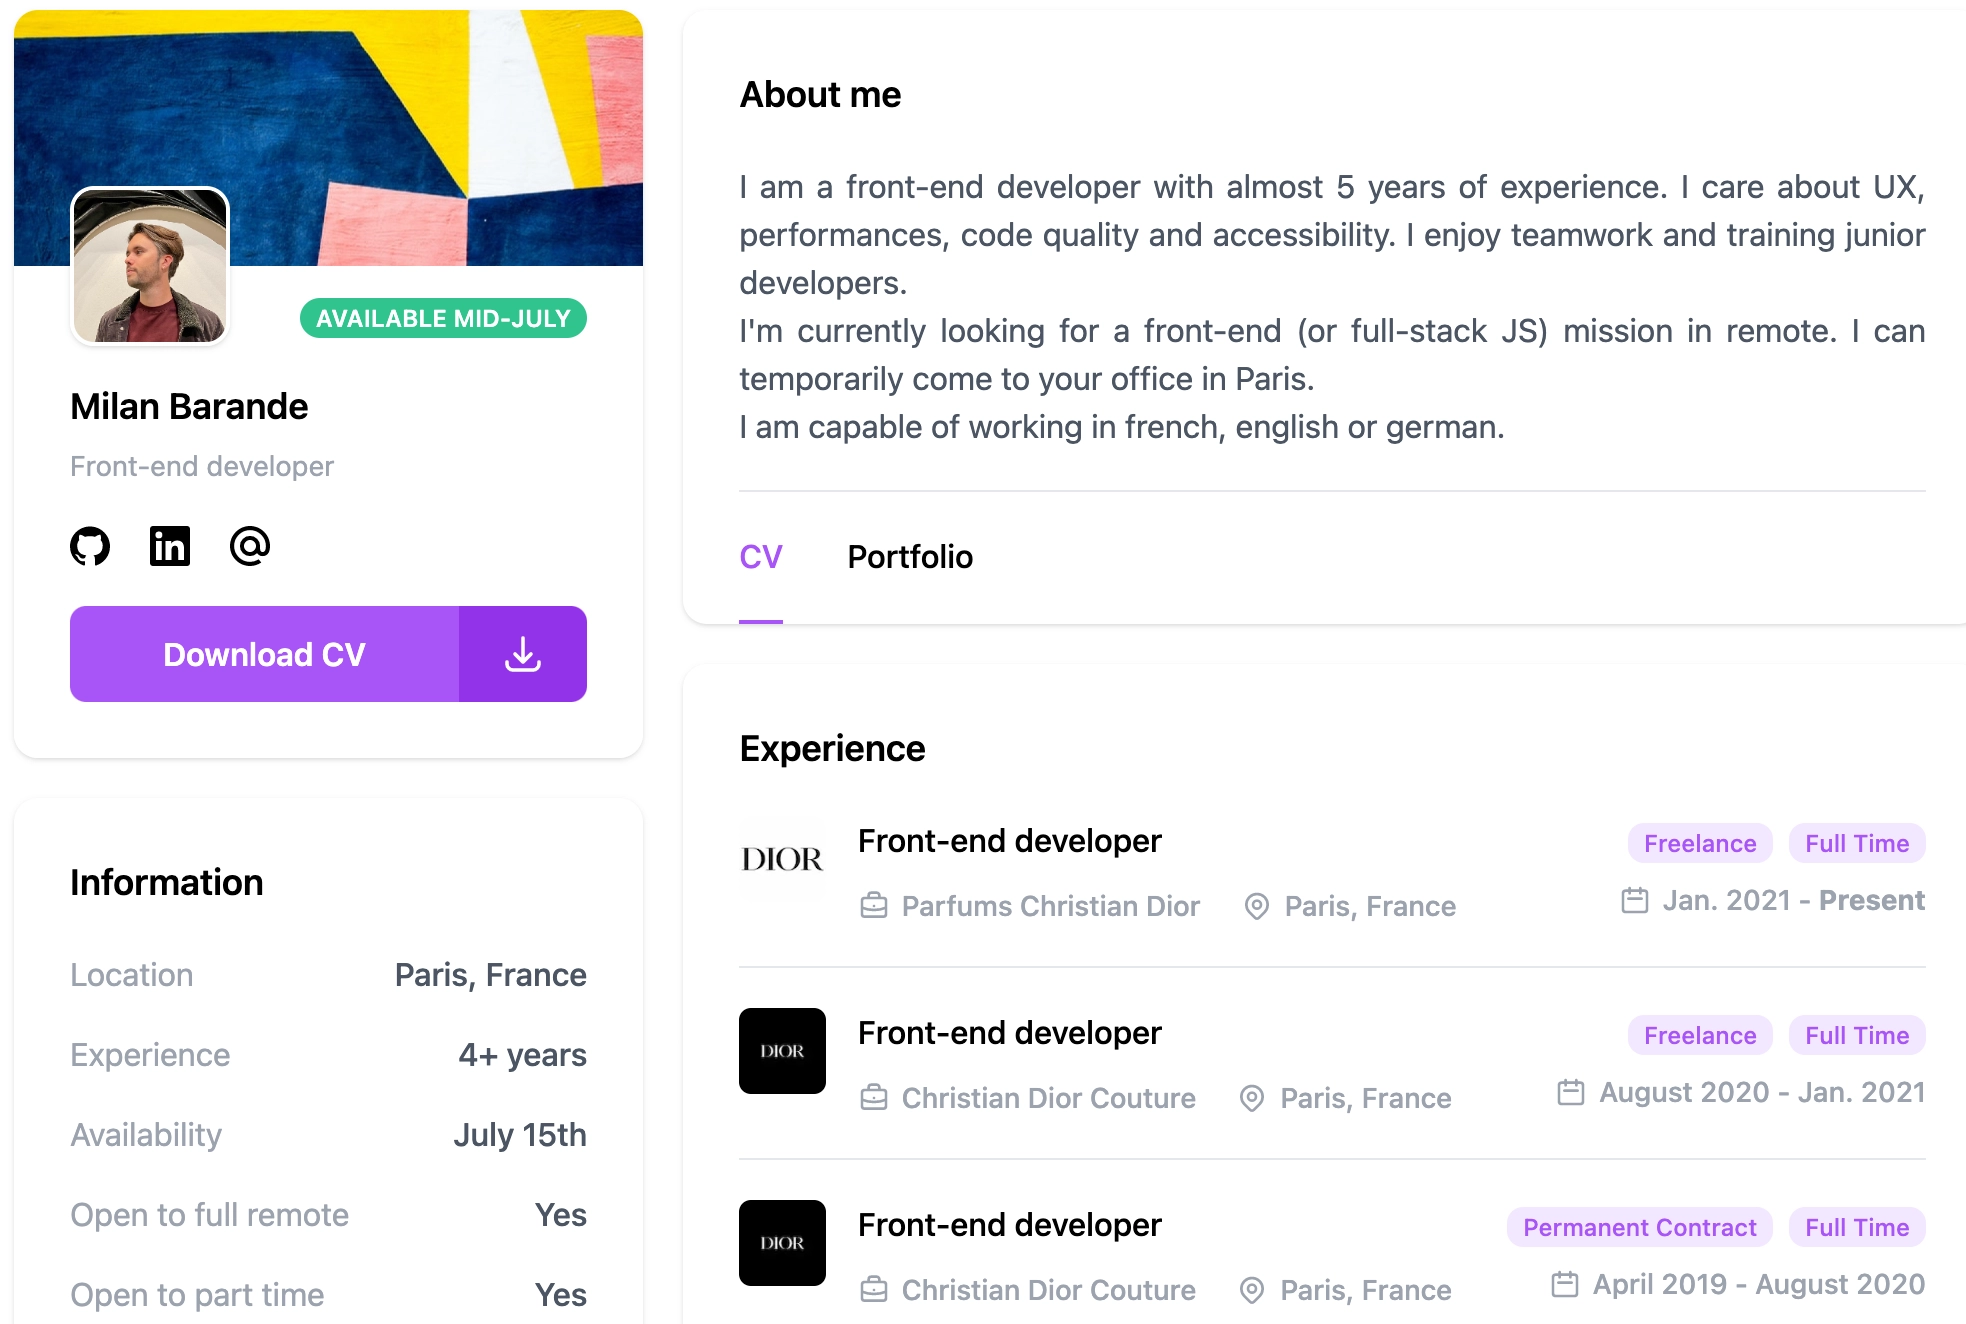 AVAILABLE MID-JULY
Milan Barande
Front-end developer
in
Download CV
Information
Location Paris, France
Experience 4+ years
Availability July 15th
Open to full remote Yes
Open to part time Yes
About me
I am a front-end developer with almost 5 years of experience. I care about UX,
performances, code quality and accessibility. I enjoy teamwork and training junior
developers.
I'm currently looking for a front-end (or full-stack JS) mission in remote. I can
temporarily come to your office in Paris.
I am capable of working in french, english or german.
CV Portfolio
Experience
DIOR
Front-end developer Freelance Full Time
Parfums Christian Dior Paris, France Jan. 2021 - Present
DIOR
Front-end developer Freelance Full Time
Christian Dior Couture Paris, France August 2020 - Jan. 2021
DIOR
Front-end developer Permanent Contract Full Time
Christian Dior Couture Paris, France April 2019 - August 2020